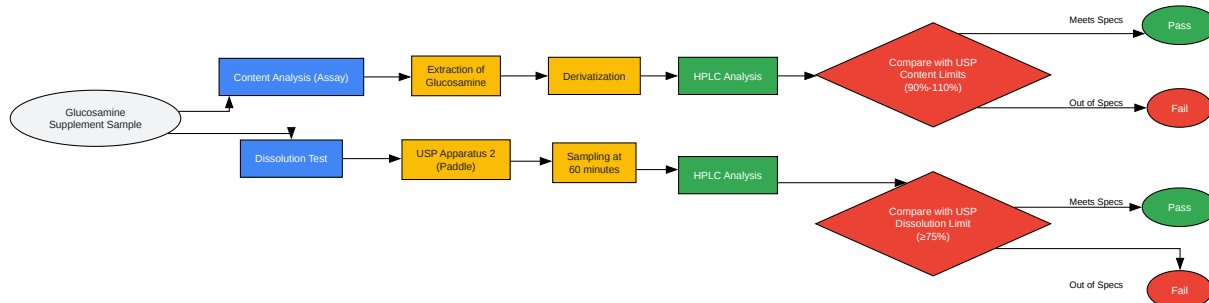 Glucosamine
Supplement Sample
Content Analysis (Assay)
Extraction of
Glucosamine
Derivatization
HPLC Analysis
Compare with USP
Content Limits
(90%-110%)
Meets Specs
Pass
Out of Specs
Fail
Dissolution Test
USP Apparatus 2
(Paddle)
Sampling at
60 minutes
HPLC Analysis
Compare with USP
Dissolution Limit
(≥75%)
Meets Specs
Pass
Out of Specs
Fail